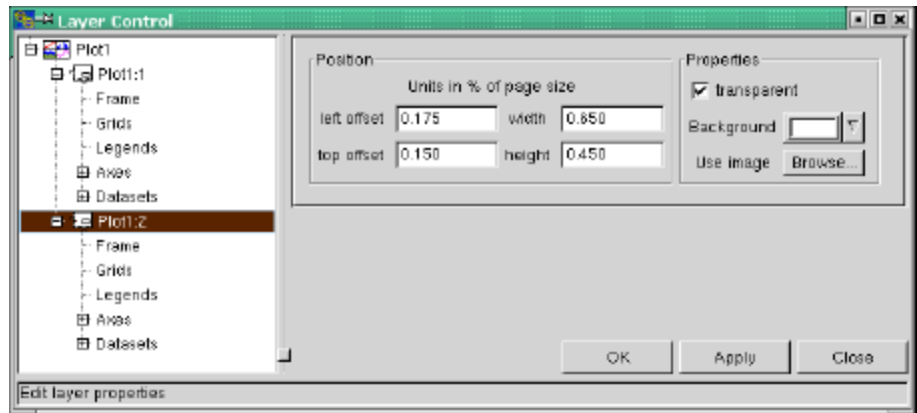 Layer Control
Plot1
Plot1:1
Frame
Grids
Legends
Axes
Datasets
Plot1:2
Frame
Grids
Legends
Axes
Datasets
Position
Units in % of page size
left offset 0.175 width 0.650
top offset 0.150 height 0.450
Properties
transparent
Background
Use image Browse...
OK Apply Close
Edit layer properties